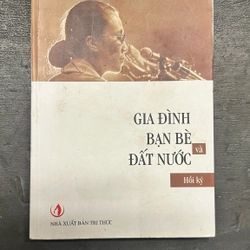 GIA ĐÌNH
BẠN BÈ
và
ĐẤT NƯỚC
Hồi ký
NHÀ XUẤT BẢN TRI THỨC